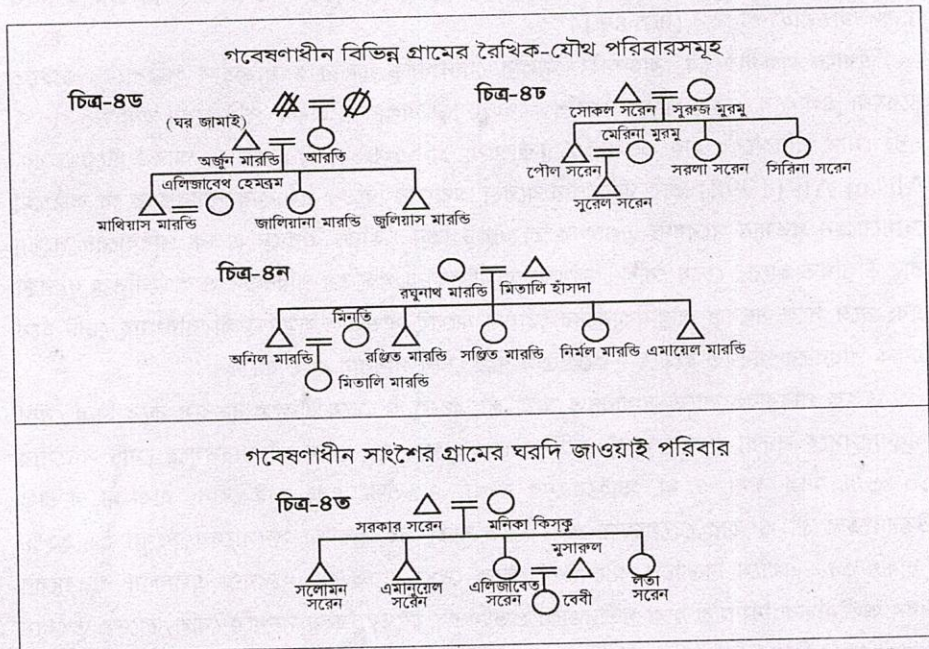 গবেষণাধীন বিভিন্ন গ্রামের রৈখিক-যৌথ পরিবারসমূহ
চিত্র-৪ড
(ঘর জামাই)
অর্জুন মারন্ডি
আরতি
এলিজাবেথ হেমব্রম
মাথিয়াস মারন্ডি
জালিয়ানা মারন্ডি
জুলিয়াস মারন্ডি
চিত্র-৪ঢ
সোকল সরেন
সুরুজ মুরমু
মেরিনা মুরমু
পৌল সরেন
সরলা সরেন
সিরিনা সরেন
সুরেল সরেন
চিত্র-৪ন
রঘুনাথ মারন্ডি
মিতালি হাঁসদা
মিনতি
অনিল মারন্ডি
রঞ্জিত মারন্ডি
সঞ্জিত মারন্ডি
নির্মল মারন্ডি
এমায়েল মারন্ডি
মিতালি মারন্ডি
গবেষণাধীন সাংশৈর গ্রামের ঘরদি জাওয়াই পরিবার
চিত্র-৪ত
সরকার সরেন
মনিকা কিস্কু
মুসারুল
সলোমন সরেন
এমানুয়েল সরেন
এলিজাবেত সরেন
লতা সরেন
বেবী